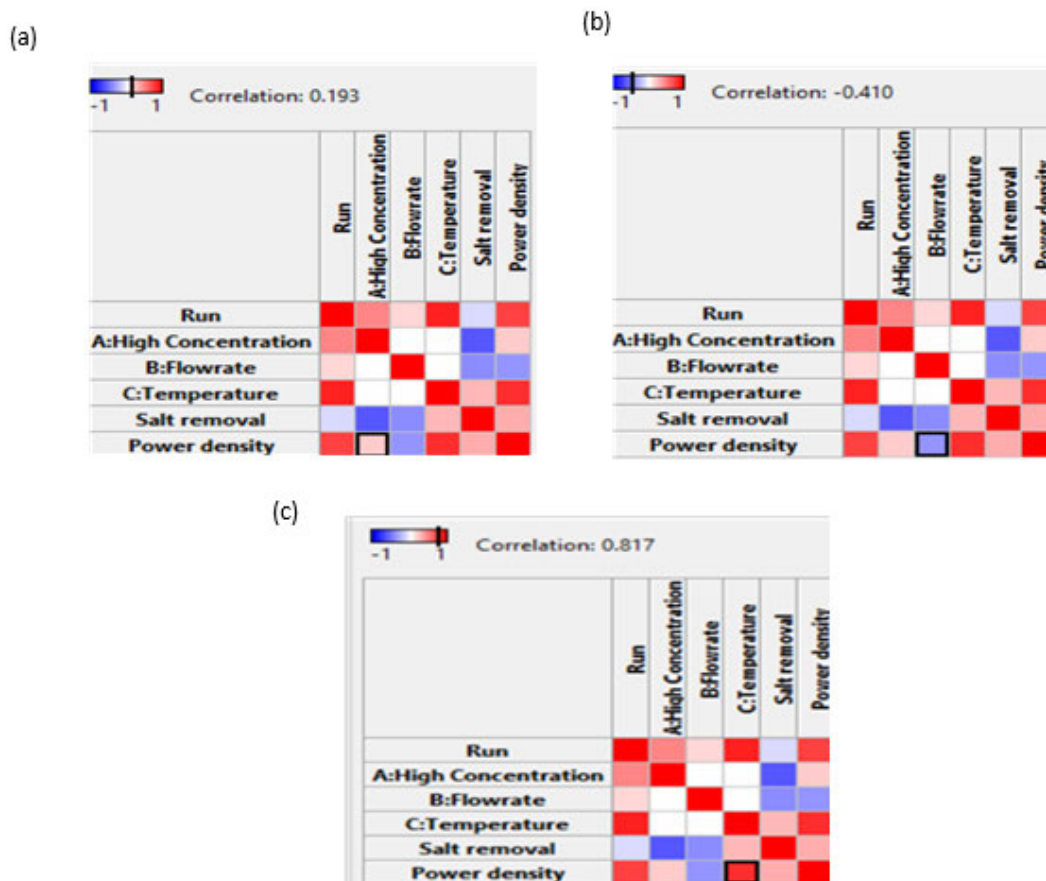 (a)
Correlation: 0.193
-1 1
Run
A:High Concentration
B:Flowrate
C:Temperature
Salt removal
Power density
Run
A:High Concentration
B:Flowrate
C:Temperature
Salt removal
Power density
(b)
Correlation: -0.410
-1 1
Run
A:High Concentration
B:Flowrate
C:Temperature
Salt removal
Power density
Run
A:High Concentration
B:Flowrate
C:Temperature
Salt removal
Power density
(c)
Correlation: 0.817
-1 1
Run
A:High Concentration
B:Flowrate
C:Temperature
Salt removal
Power density
Run
A:High Concentration
B:Flowrate
C:Temperature
Salt removal
Power density